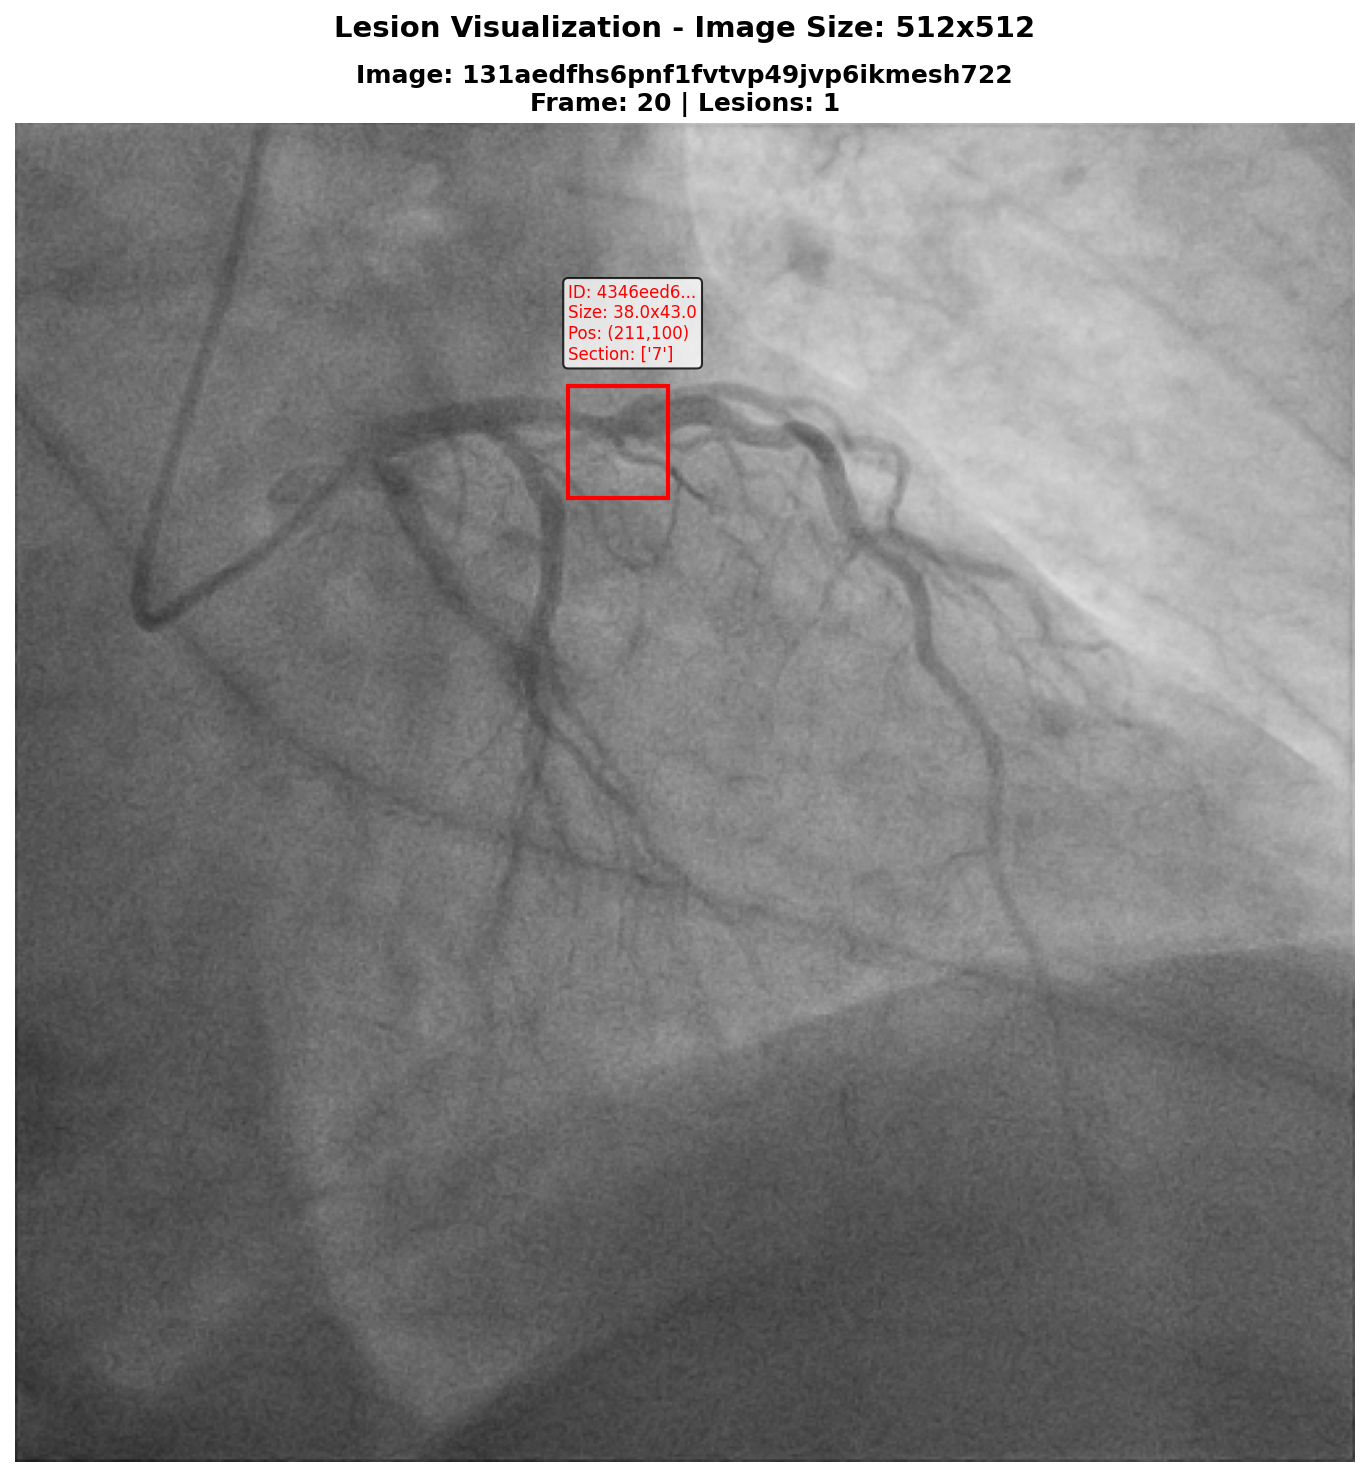 Lesion Visualization - Image Size: 512x512
Image: 131aedfhs6pnf1fvtvp49jvp6ikmesh722
Frame: 20 | Lesions: 1
ID: 4346eed6...
Size: 38.0x43.0
Pos: (211,100)
Section: ['7']